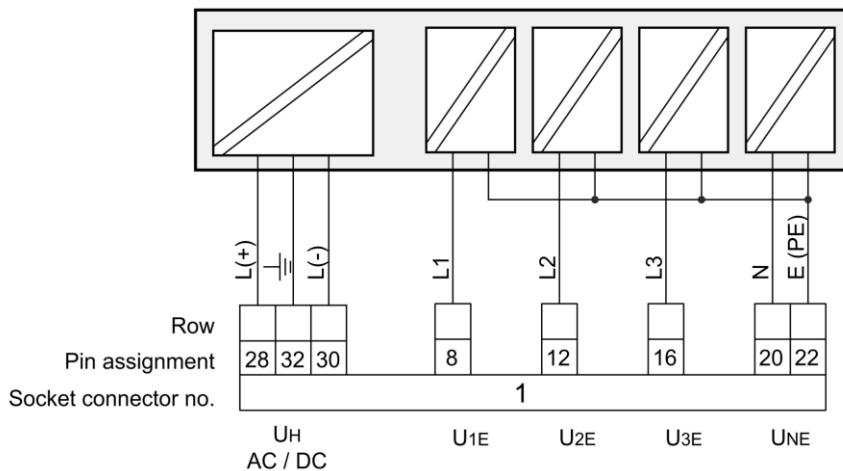 L(+) L(-) L1 L2 L3 N E (PE)
Row
Pin assignment 28 32 30 8 12 16 20 22
Socket connector no. 1
UH U1E U2E U3E UNE
AC / DC